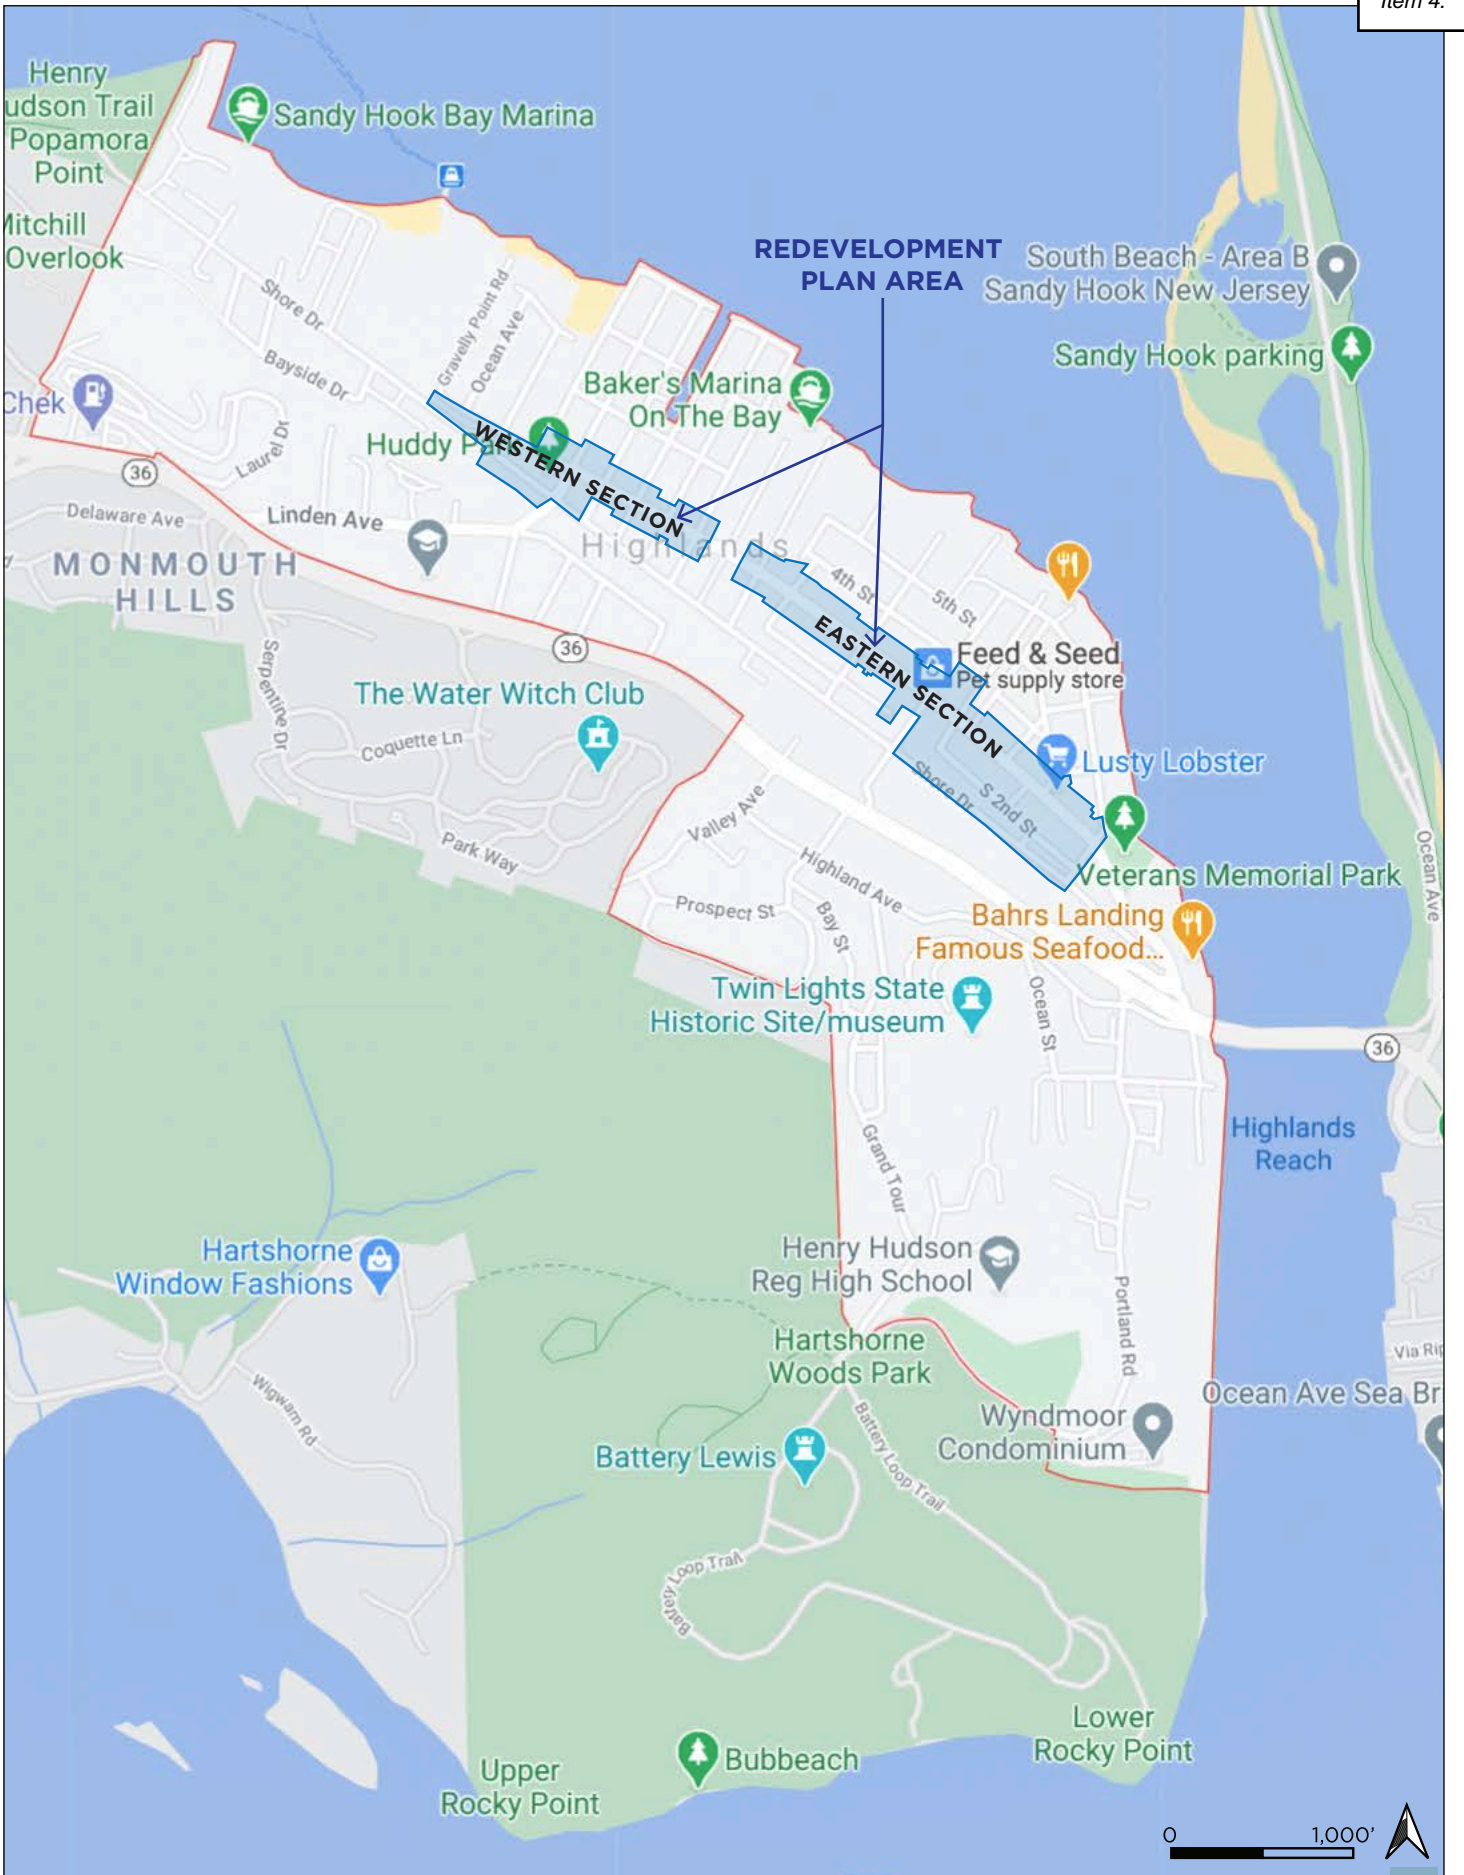 Item 4.
Henry
udson Trail
Popamora
Point
Sandy Hook Bay Marina
Mitchill
Overlook
REDEVELOPMENT
PLAN AREA
South Beach - Area B
Sandy Hook New Jersey
Sandy Hook parking
Shore Dr
Gravelly Point Rd
Ocean Ave
Bayside Dr
Baker's Marina
On The Bay
Chek
Huddy Pa
WESTERN SECTION
Laurel Dr
36
Delaware Ave
Linden Ave
Highlands
MONMOUTH
HILLS
4th St
5th St
36
EASTERN SECTION
Feed & Seed
Pet supply store
Serpentine Dr
The Water Witch Club
Coquette Ln
Lusty Lobster
Shore Dr
S 2nd St
Valley Ave
Park Way
Highland Ave
Veterans Memorial Park
Ocean Ave
Prospect St
Bay St
Bahrs Landing
Famous Seafood...
Twin Lights State
Historic Site/museum
Ocean St
36
Highlands
Reach
Grand Tour
Hartshorne
Window Fashions
Henry Hudson
Reg High School
Portland Rd
Hartshorne
Woods Park
Via Rip
Wigwam Rd
Ocean Ave Sea Br
Wyndmoor
Condominium
Battery Lewis
Battery Loop Trail
Battery Loop Trail
Lower
Rocky Point
Bubbeach
Upper
Rocky Point
0 1,000'